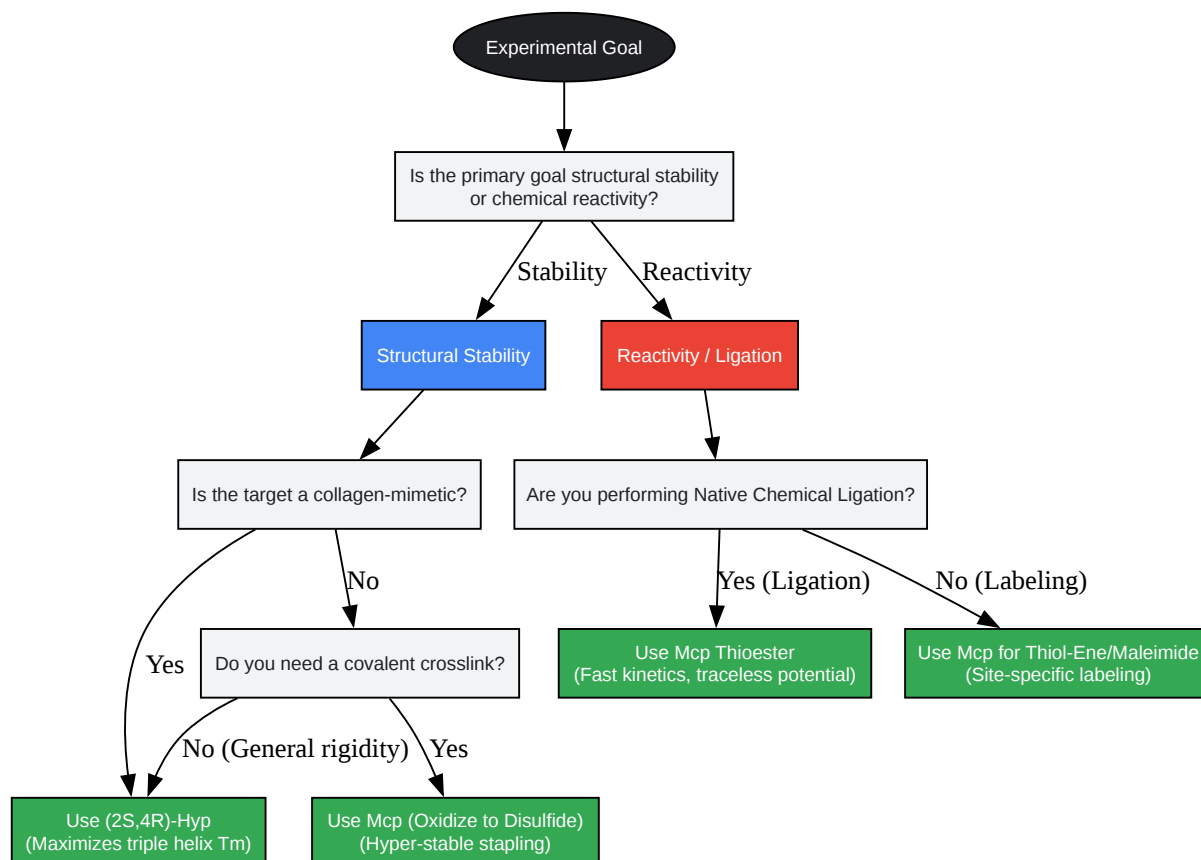 Experimental Goal
Is the primary goal structural stability
or chemical reactivity?
Stability
Reactivity
Structural Stability
Reactivity / Ligation
Is the target a collagen-mimetic?
Are you performing Native Chemical Ligation?
No
Yes (Ligation)
No (Labeling)
Yes
Do you need a covalent crosslink?
Use Mcp Thioester
(Fast kinetics, traceless potential)
Use Mcp for Thiol-Ene/Maleimide
(Site-specific labeling)
No (General rigidity)
Yes
Use (2S,4R)-Hyp
(Maximizes triple helix Tm)
Use Mcp (Oxidize to Disulfide)
(Hyper-stable stapling)